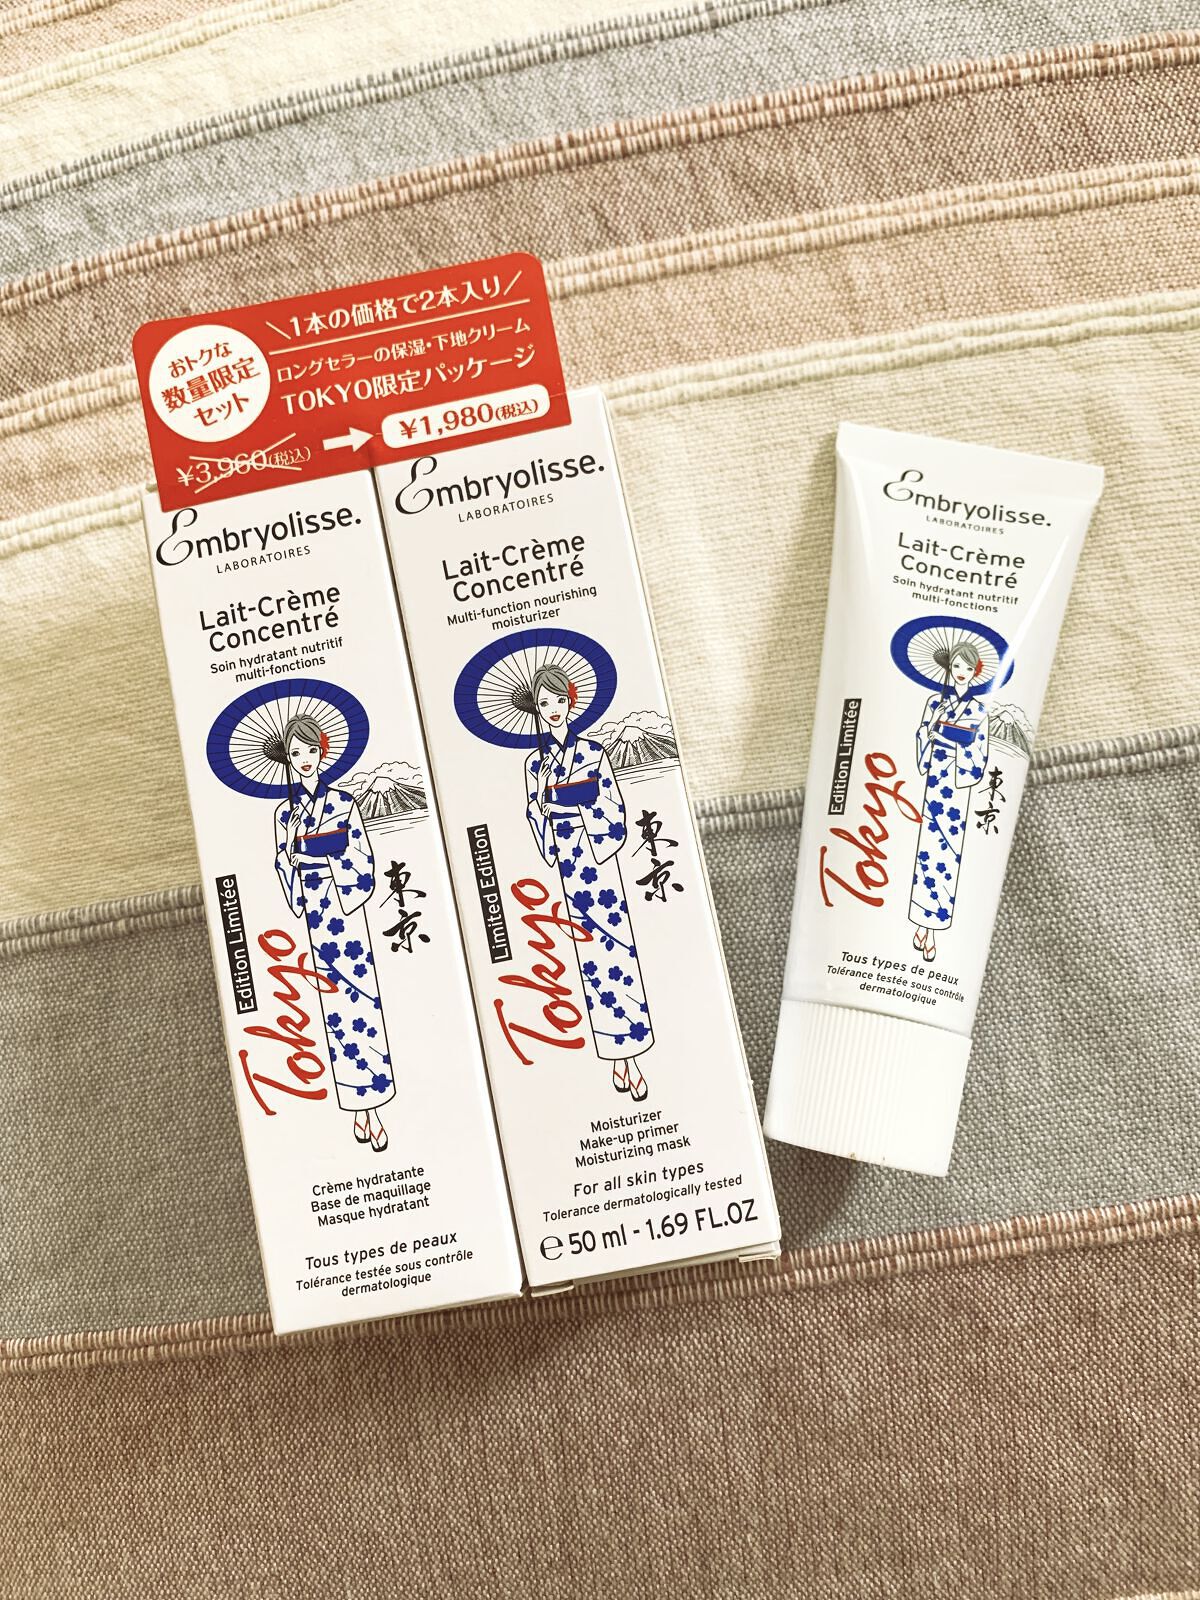 おトクな
数量限定
セット
＼1本の価格で2本入り／
ロングセラーの保湿・下地クリーム
TOKYO限定パッケージ
¥3,960(税込)
¥1,980(税込)
Embryolisse.
LABORATOIRES
Lait-Crème
Concentré
Soin hydratant nutritif
multi-fonctions
Edition Limitée
Tokyo
東京
Crème hydratante
Base de maquillage
Masque hydratant
Tous types de peaux
Tolérance testée sous contrôle
dermatologique
Embryolisse.
LABORATOIRES
Lait-Crème
Concentré
Multi-function nourishing
moisturizer
Limited Edition
Tokyo
東京
Moisturizer
Make-up primer
Moisturizing mask
For all skin types
Tolerance dermatologically tested
℮ 50 ml - 1.69 FL.OZ
Embryolisse.
LABORATOIRES
Lait-Crème
Concentré
Soin hydratant nutritif
multi-fonctions
Edition Limitée
Tokyo
東京
Tous types de peaux
Tolérance testée sous contrôle
dermatologique